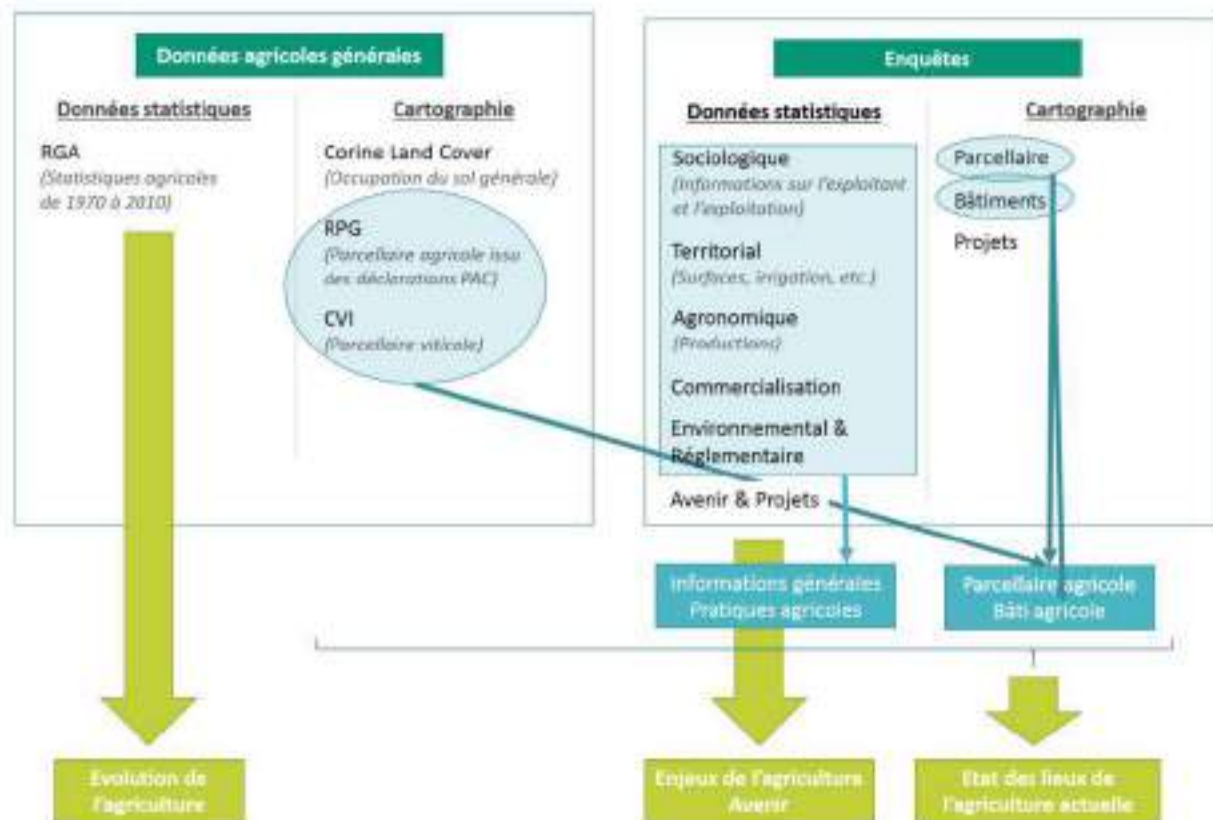 Données agricoles générales
Données statistiques
RGA
(Statistiques agricoles
de 1970 à 2010)
Cartographie
Corine Land Cover
(Occupation du sol générale)
RPG
(Parcellaire agricole issu
des déclarations PAC)
CVI
(Parcellaire viticole)
Enquêtes
Données statistiques
Sociologique
(Informations sur l'exploitant
et l'exploitation)
Territorial
(Surfaces, irrigation, etc.)
Agronomique
(Productions)
Commercialisation
Environnemental &
Réglementaire
Avenir & Projets
Cartographie
Parcellaire
Bâtiments
Projets
Informations générales
Pratiques agricoles
Parcellaire agricole
Bâti agricole
Evolution de
l'agriculture
Enjeux de l'agriculture
Avenir
Etat des lieux de
l'agriculture actuelle